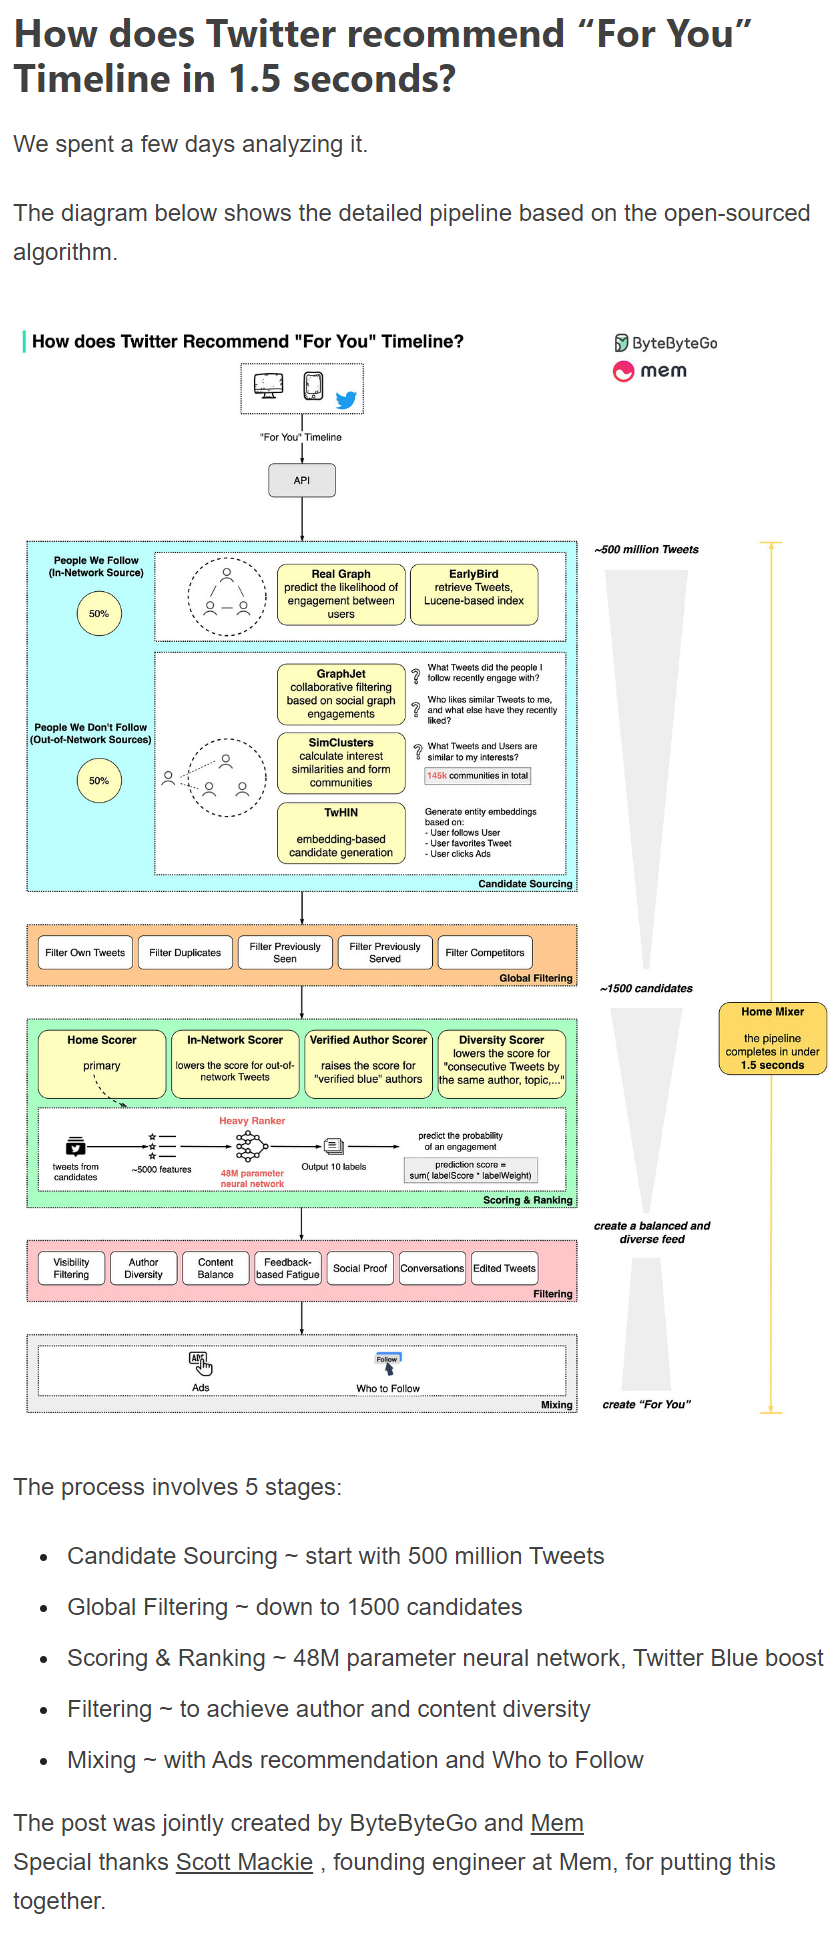 How does Twitter recommend “For You”
Timeline in 1.5 seconds?
We spent a few days analyzing it.
The diagram below shows the detailed pipeline based on the open-sourced
algorithm.
How does Twitter Recommend "For You" Timeline?
ByteByteGo
mem
"For You" Timeline
API
~500 million Tweets
People We Follow
(In-Network Source)
50%
Real Graph
predict the likelihood of
engagement between
users
EarlyBird
retrieve Tweets,
Lucene-based index
People We Don't Follow
(Out-of-Network Sources)
50%
GraphJet
collaborative filtering
based on social graph
engagements
? What Tweets did the people I
follow recently engage with?
? Who likes similar Tweets to me,
and what else have they recently
liked?
SimClusters
calculate interest
similarities and form
communities
? What Tweets and Users are
similar to my interests?
145k communities in total
TwHIN
embedding-based
candidate generation
Generate entity embeddings
based on:
- User follows User
- User favorites Tweet
- User clicks Ads
Candidate Sourcing
Filter Own Tweets
Filter Duplicates
Filter Previously
Seen
Filter Previously
Served
Filter Competitors
Global Filtering
~1500 candidates
Home Mixer
the pipeline
completes in under
1.5 seconds
Home Scorer
primary
In-Network Scorer
lowers the score for out-of-
network Tweets
Verified Author Scorer
raises the score for
"verified blue" authors
Diversity Scorer
lowers the score for
"consecutive Tweets by
the same author, topic,..."
Heavy Ranker
tweets from
candidates
~5000 features
48M parameter
neural network
Output 10 labels
predict the probability
of an engagement
prediction score =
sum( labelScore * labelWeight)
Scoring & Ranking
create a balanced and
diverse feed
Visibility
Filtering
Author
Diversity
Content
Balance
Feedback-
based Fatigue
Social Proof
Conversations
Edited Tweets
Filtering
ADS
Ads
Follow
Who to Follow
Mixing
create “For You”
The process involves 5 stages:
• Candidate Sourcing ~ start with 500 million Tweets
• Global Filtering ~ down to 1500 candidates
• Scoring & Ranking ~ 48M parameter neural network, Twitter Blue boost
• Filtering ~ to achieve author and content diversity
• Mixing ~ with Ads recommendation and Who to Follow
The post was jointly created by ByteByteGo and Mem
Special thanks Scott Mackie , founding engineer at Mem, for putting this
together.